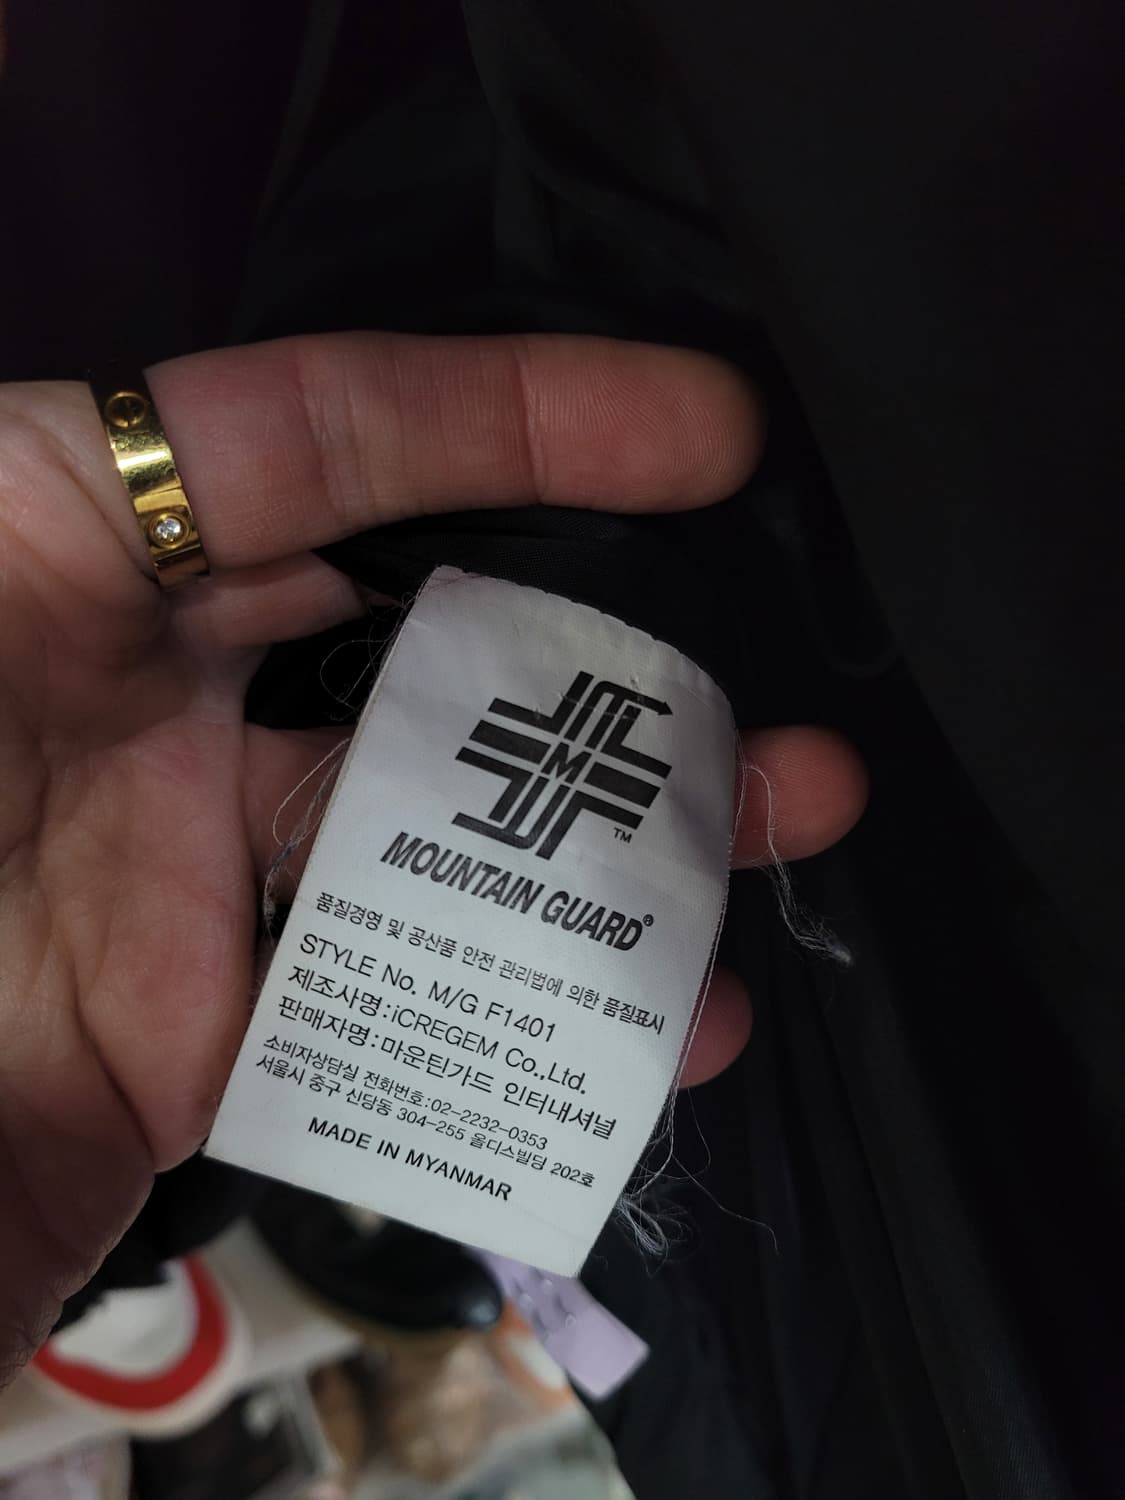 M
TM
MOUNTAIN GUARD®
품질경영 및 공산품 안전 관리법에 의한 품질표시
STYLE No. M/G F1401
제조사명:iCREGEM Co.,Ltd.
판매자명:마운틴가드 인터내셔널
소비자상담실 전화번호:02-2232-0353
서울시 중구 신당동 304-255 올디스빌딩 202호
MADE IN MYANMAR